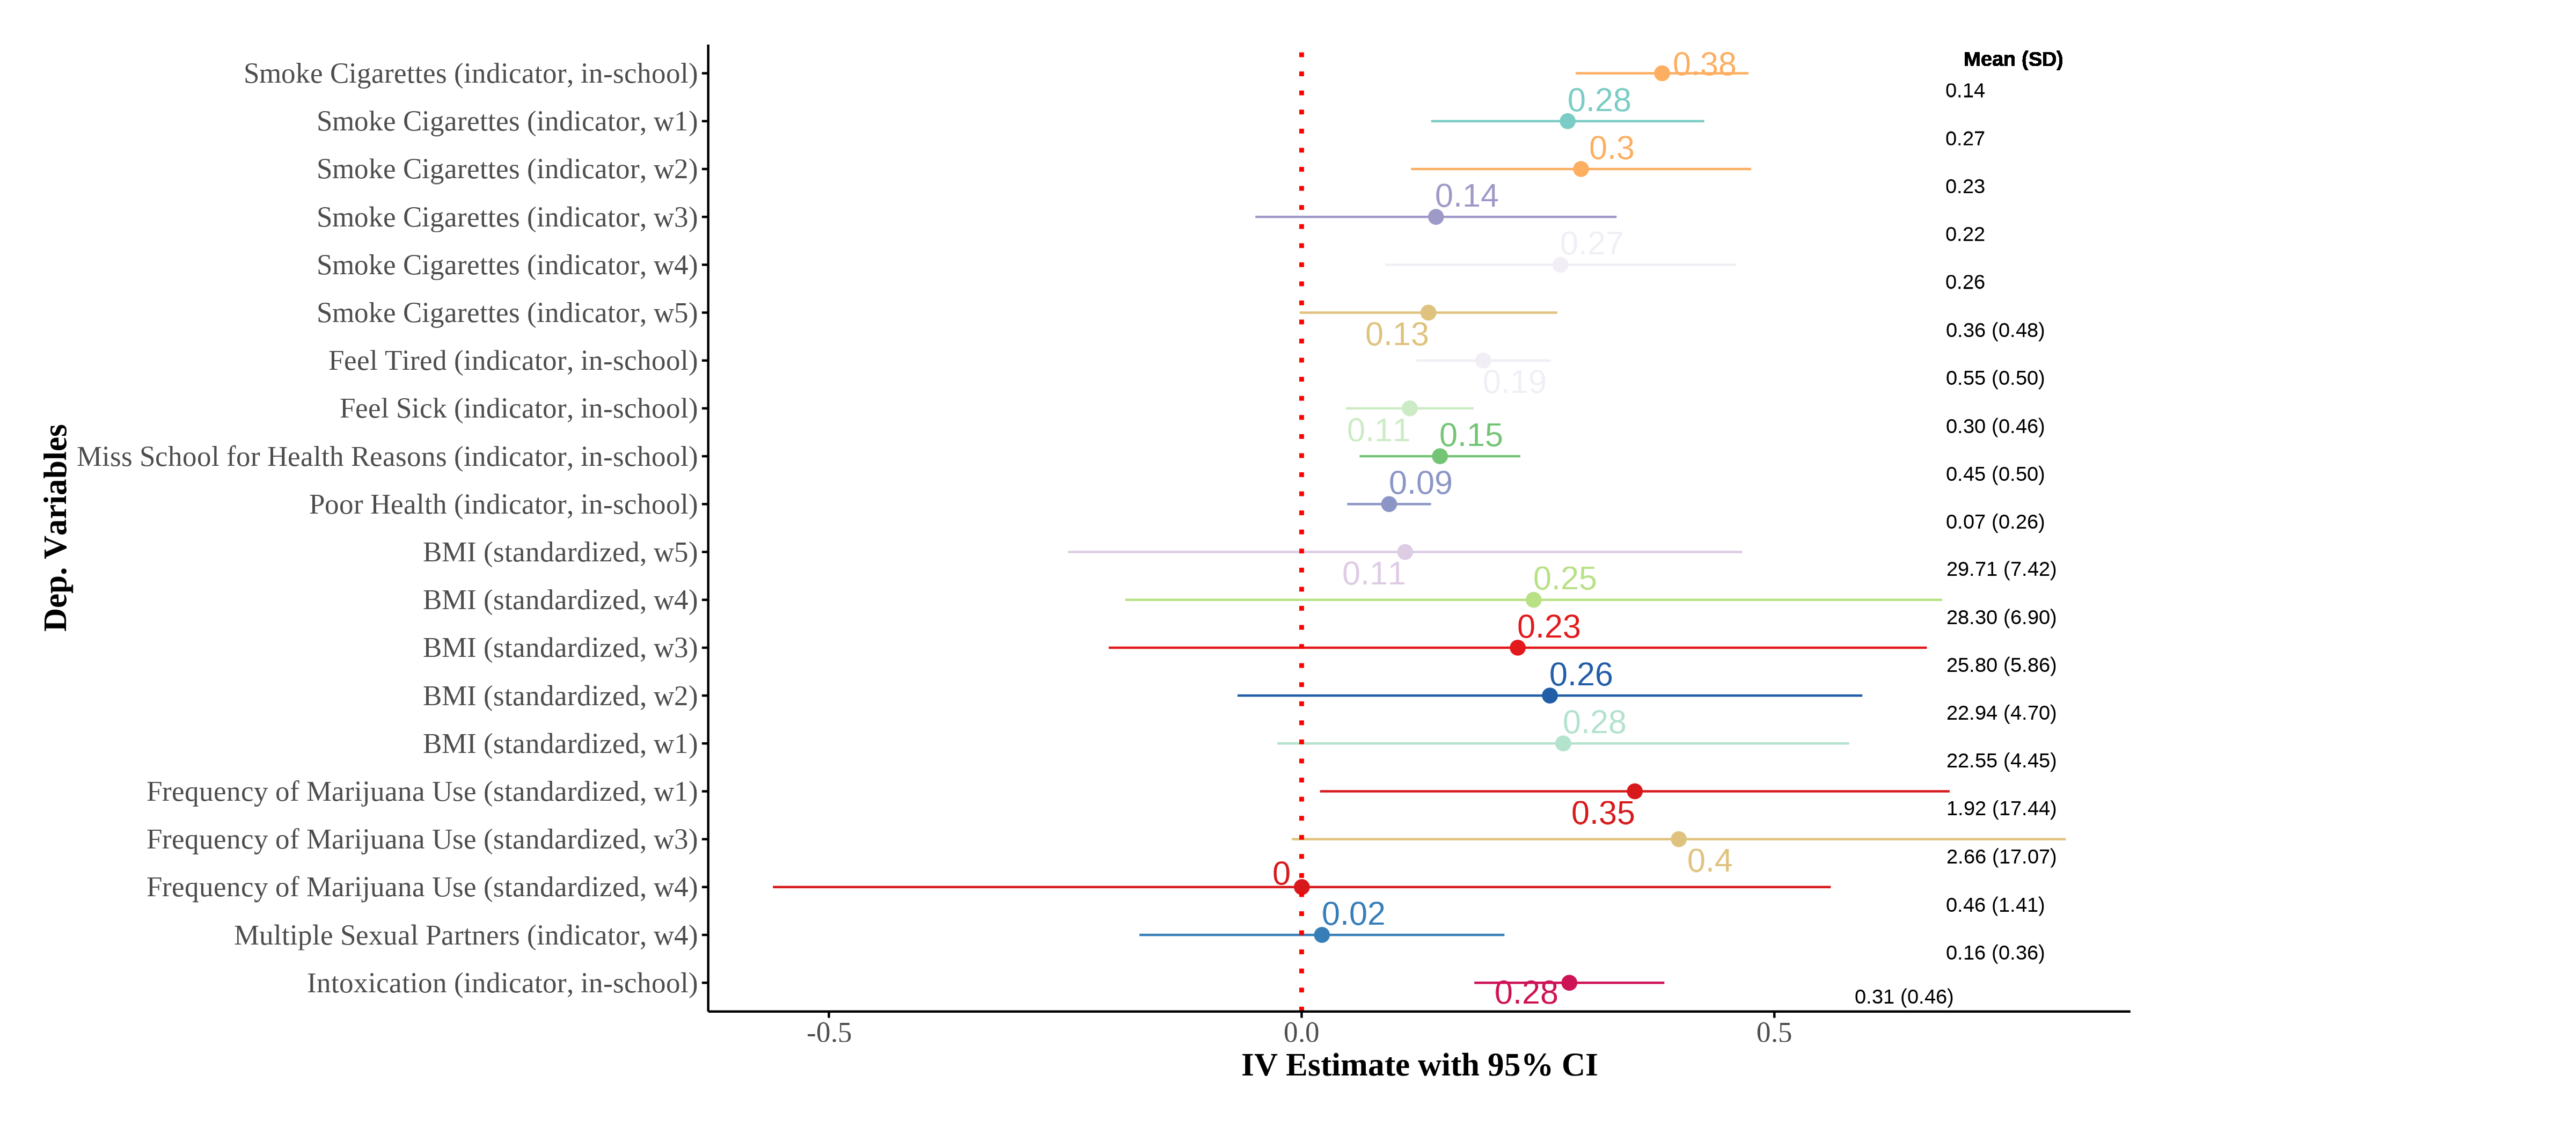 Mean (SD)
Smoke Cigarettes (indicator, in-school) 0.38
0.14
Smoke Cigarettes (indicator, w1) 0.28
0.27
Smoke Cigarettes (indicator, w2) 0.3
0.23
Smoke Cigarettes (indicator, w3) 0.14
0.22
Smoke Cigarettes (indicator, w4) 0.27
0.26
Smoke Cigarettes (indicator, w5) 0.13
0.36 (0.48)
Feel Tired (indicator, in-school) 0.19
0.55 (0.50)
Feel Sick (indicator, in-school) 0.11
0.30 (0.46)
Miss School for Health Reasons (indicator, in-school) 0.15
0.45 (0.50)
Poor Health (indicator, in-school) 0.09
0.07 (0.26)
BMI (standardized, w5) 0.11
29.71 (7.42)
BMI (standardized, w4) 0.25
28.30 (6.90)
BMI (standardized, w3) 0.23
25.80 (5.86)
BMI (standardized, w2) 0.26
22.94 (4.70)
BMI (standardized, w1) 0.28
22.55 (4.45)
Frequency of Marijuana Use (standardized, w1) 0.35
1.92 (17.44)
Frequency of Marijuana Use (standardized, w3) 0.4
2.66 (17.07)
Frequency of Marijuana Use (standardized, w4) 0
0.46 (1.41)
Multiple Sexual Partners (indicator, w4) 0.02
0.16 (0.36)
Intoxication (indicator, in-school) 0.28
0.31 (0.46)
Dep. Variables
-0.5 0.0 0.5
IV Estimate with 95% CI